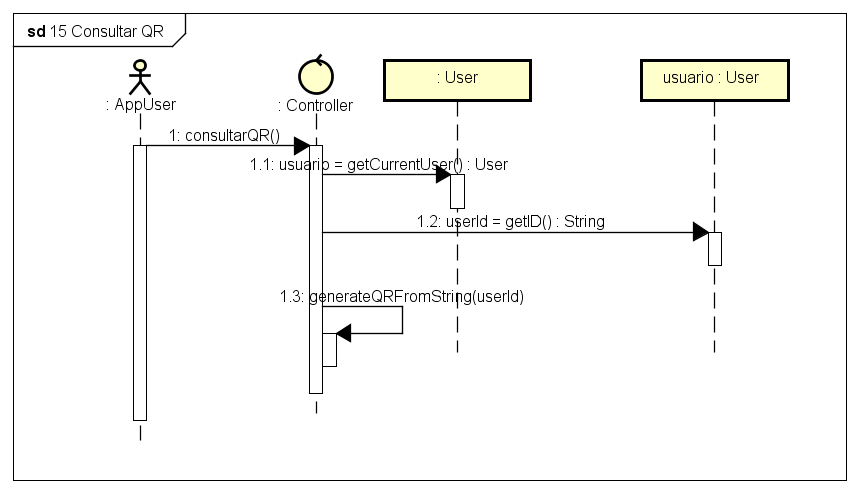 sd 15 Consultar QR
: AppUser
: Controller
: User
usuario : User
1: consultarQR()
1.1: usuario = getCurrentUser() : User
1.2: userId = getID() : String
1.3: generateQRFromString(userId)